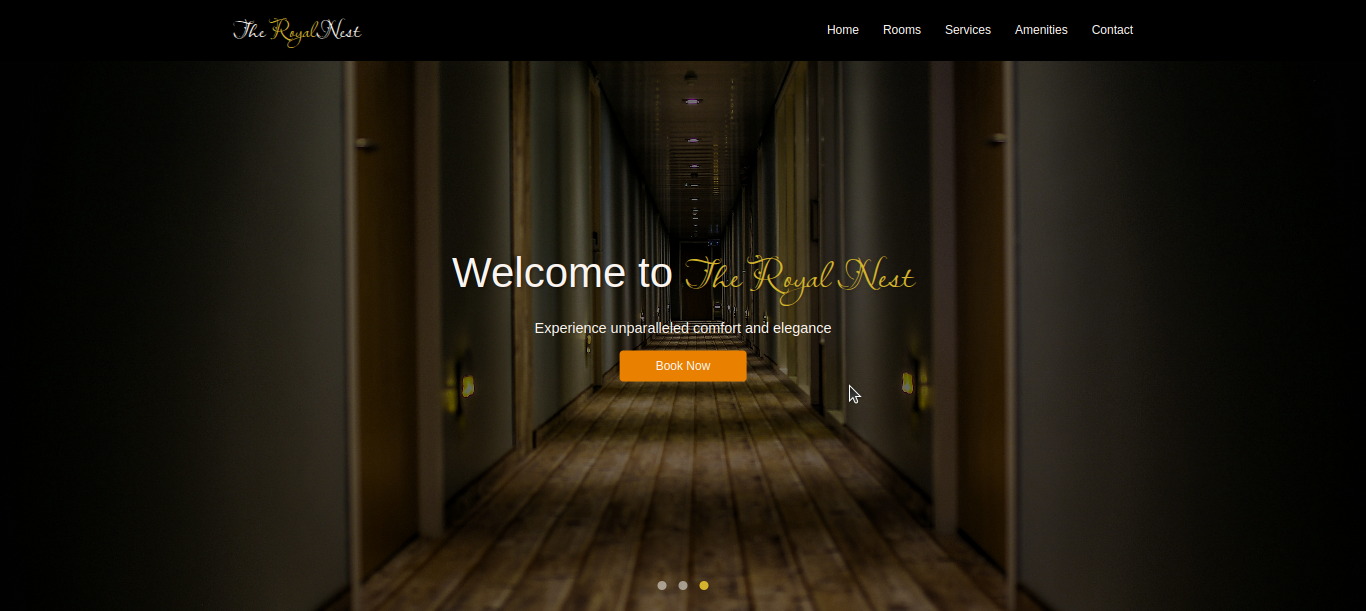 The Royal Nest
Home Rooms Services Amenities Contact
Welcome to The Royal Nest
Experience unparalleled comfort and elegance
Book Now